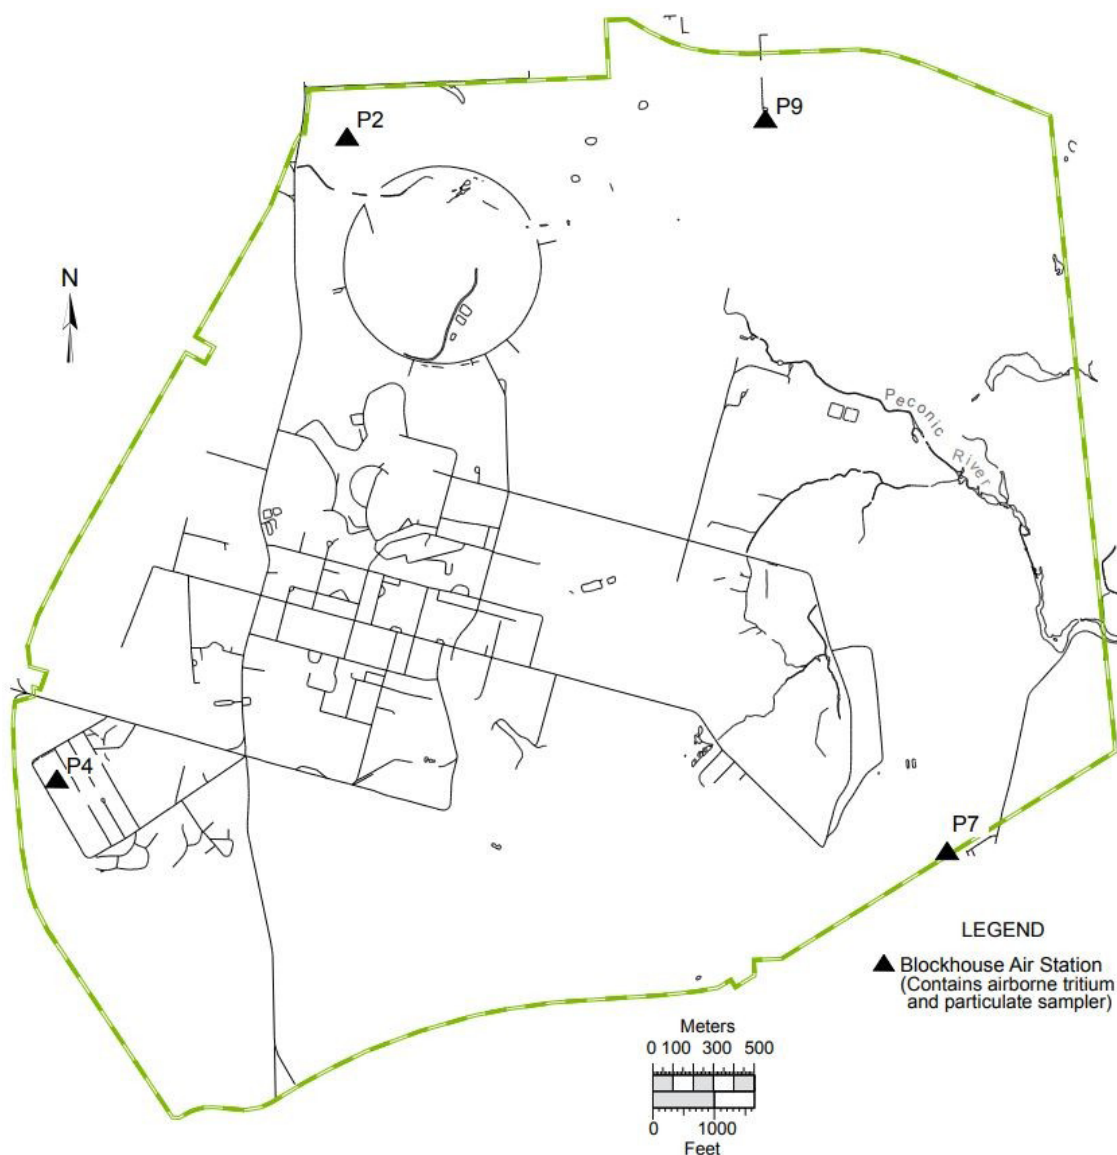 P2
P9
N
Peconic
River
P4
P7
LEGEND
Blockhouse Air Station
(Contains airborne tritium
and particulate sampler)
Meters
0 100 300 500
0 1000
Feet